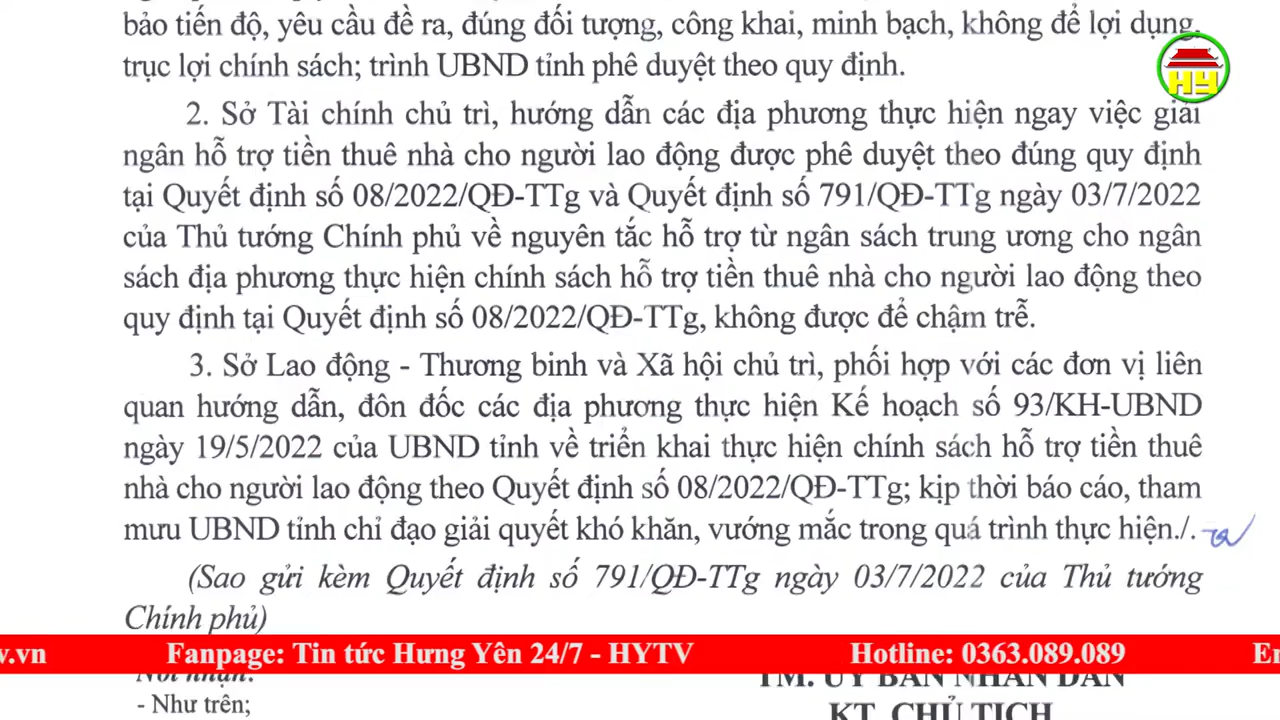 bảo tiến độ, yêu cầu đề ra, đúng đối tượng, công khai, minh bạch, không để lợi dụng,
trục lợi chính sách; trình UBND tỉnh phê duyệt theo quy định.
HY
2. Sở Tài chính chủ trì, hướng dẫn các địa phương thực hiện ngay việc giải
ngân hỗ trợ tiền thuê nhà cho người lao động được phê duyệt theo đúng quy định
tại Quyết định số 08/2022/QĐ-TTg và Quyết định số 791/QĐ-TTg ngày 03/7/2022
của Thủ tướng Chính phủ về nguyên tắc hỗ trợ từ ngân sách trung ương cho ngân
sách địa phương thực hiện chính sách hỗ trợ tiền thuê nhà cho người lao động theo
quy định tại Quyết định số 08/2022/QĐ-TTg, không được để chậm trễ.
3. Sở Lao động - Thương binh và Xã hội chủ trì, phối hợp với các đơn vị liên
quan hướng dẫn, đôn đốc các địa phương thực hiện Kế hoạch số 93/KH-UBND
ngày 19/5/2022 của UBND tỉnh về triển khai thực hiện chính sách hỗ trợ tiền thuê
nhà cho người lao động theo Quyết định số 08/2022/QĐ-TTg; kịp thời báo cáo, tham
mưu UBND tỉnh chỉ đạo giải quyết khó khăn, vướng mắc trong quá trình thực hiện./.
(Sao gửi kèm Quyết định số 791/QĐ-TTg ngày 03/7/2022 của Thủ tướng
Chính phủ)
v.vn Fanpage: Tin tức Hưng Yên 24/7 - HYTV Hotline: 0363.089.089 En
Nơi nhận: TM. ỦY BAN NHÂN DÂN
- Như trên; KT. CHỦ TỊCH